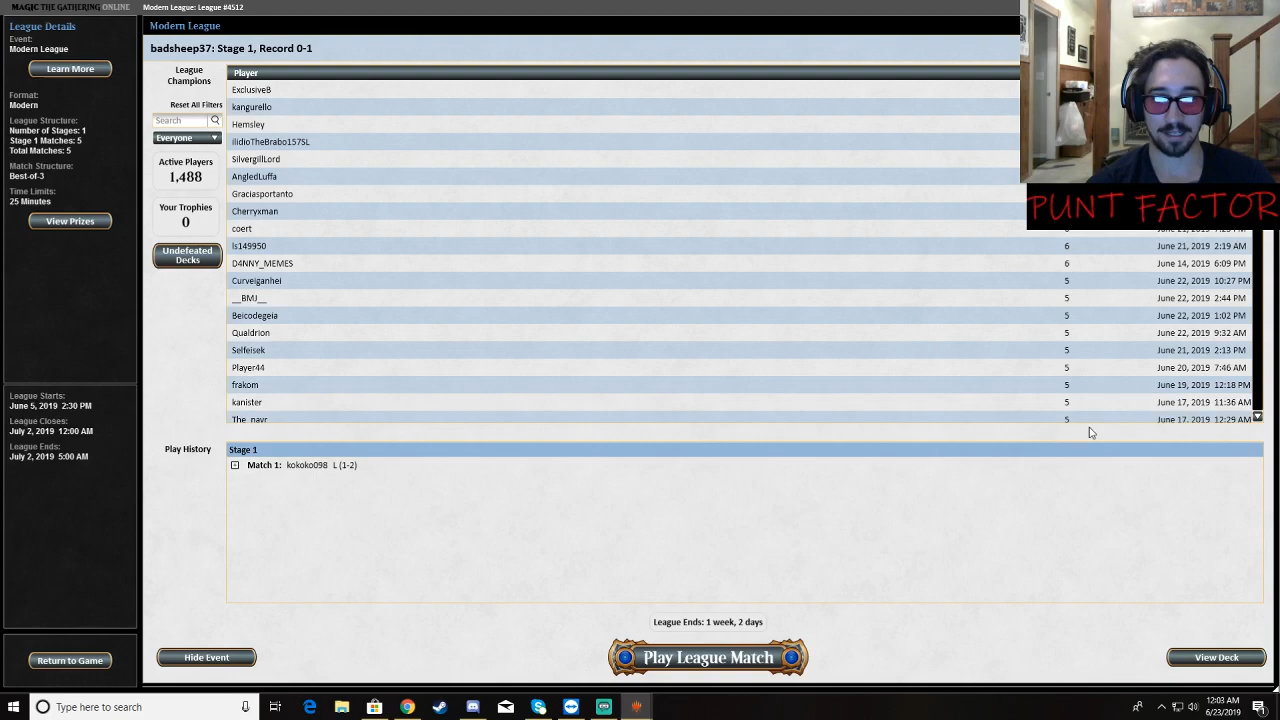 MAGIC THE GATHERING ONLINE
Modern League: League #4512
League Details
Event:
Modern League
Learn More
Format:
Modern
League Structure:
Number of Stages: 1
Stage 1 Matches: 5
Total Matches: 5
Match Structure:
Best-of-3
Time Limits:
25 Minutes
View Prizes
League Starts:
June 5, 2019 2:30 PM
League Closes:
July 2, 2019 12:00 AM
League Ends:
July 2, 2019 5:00 AM
Return to Game
Modern League
badsheep37: Stage 1, Record 0-1
League
Champions
Reset All Filters
Search
Everyone
Active Players
1,488
Your Trophies
0
Undefeated
Decks
Player
ExclusiveB
kangurello
Hemsley
ilidioTheBrabo157SL
SilvergillLord
AngledLuffa
Graciasportanto
Cherryxman
coert
ls149950 6 June 21, 2019 2:19 AM
D4NNY_MEMES 6 June 14, 2019 6:09 PM
Curveiganhei 5 June 22, 2019 10:27 PM
__BMJ__ 5 June 22, 2019 2:44 PM
Beicodegeia 5 June 22, 2019 1:02 PM
Qualdrion 5 June 22, 2019 9:32 AM
Selfeisek 5 June 21, 2019 2:13 PM
Player44 5 June 20, 2019 7:46 AM
frakom 5 June 19, 2019 12:18 PM
kanister 5 June 17, 2019 11:36 AM
The_nayr 5 June 17, 2019 12:29 AM
PUNT FACTOR
Play History
Stage 1
Match 1: kokoko098 L (1-2)
League Ends: 1 week, 2 days
Hide Event
Play League Match
View Deck
Type here to search
12:03 AM
6/23/2019